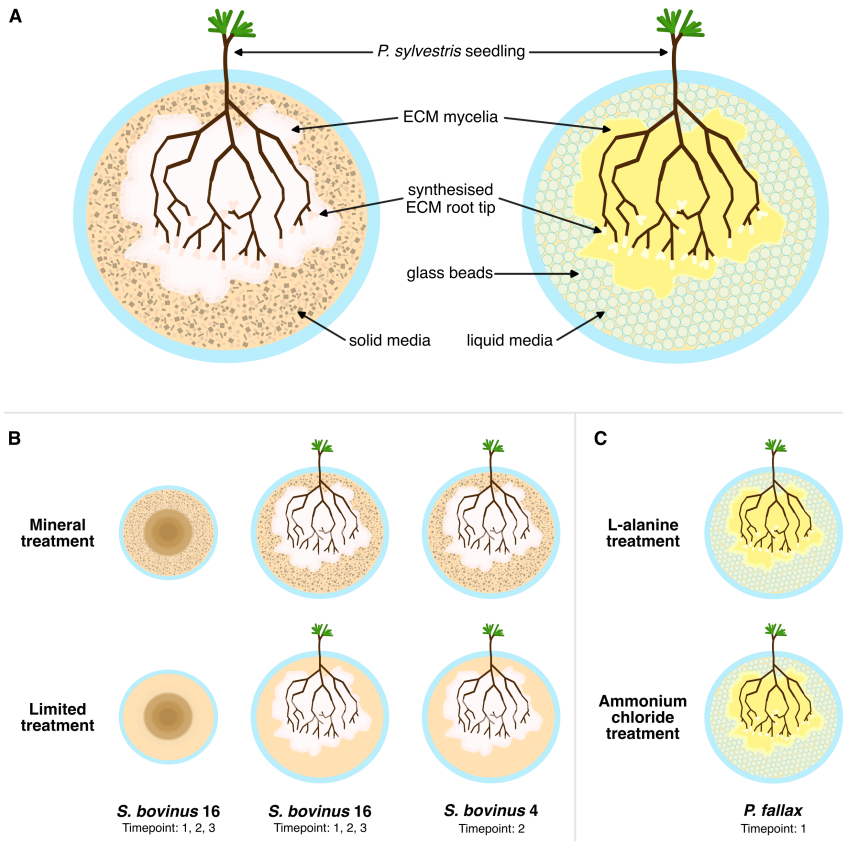 A
P. sylvestris seedling
ECM mycelia
synthesised
ECM root tip
glass beads
solid media
liquid media
B
Mineral
treatment
Limited
treatment
S. bovinus 16
Timepoint: 1, 2, 3
S. bovinus 16
Timepoint: 1, 2, 3
S. bovinus 4
Timepoint: 2
C
L-alanine
treatment
Ammonium
chloride
treatment
P. fallax
Timepoint: 1